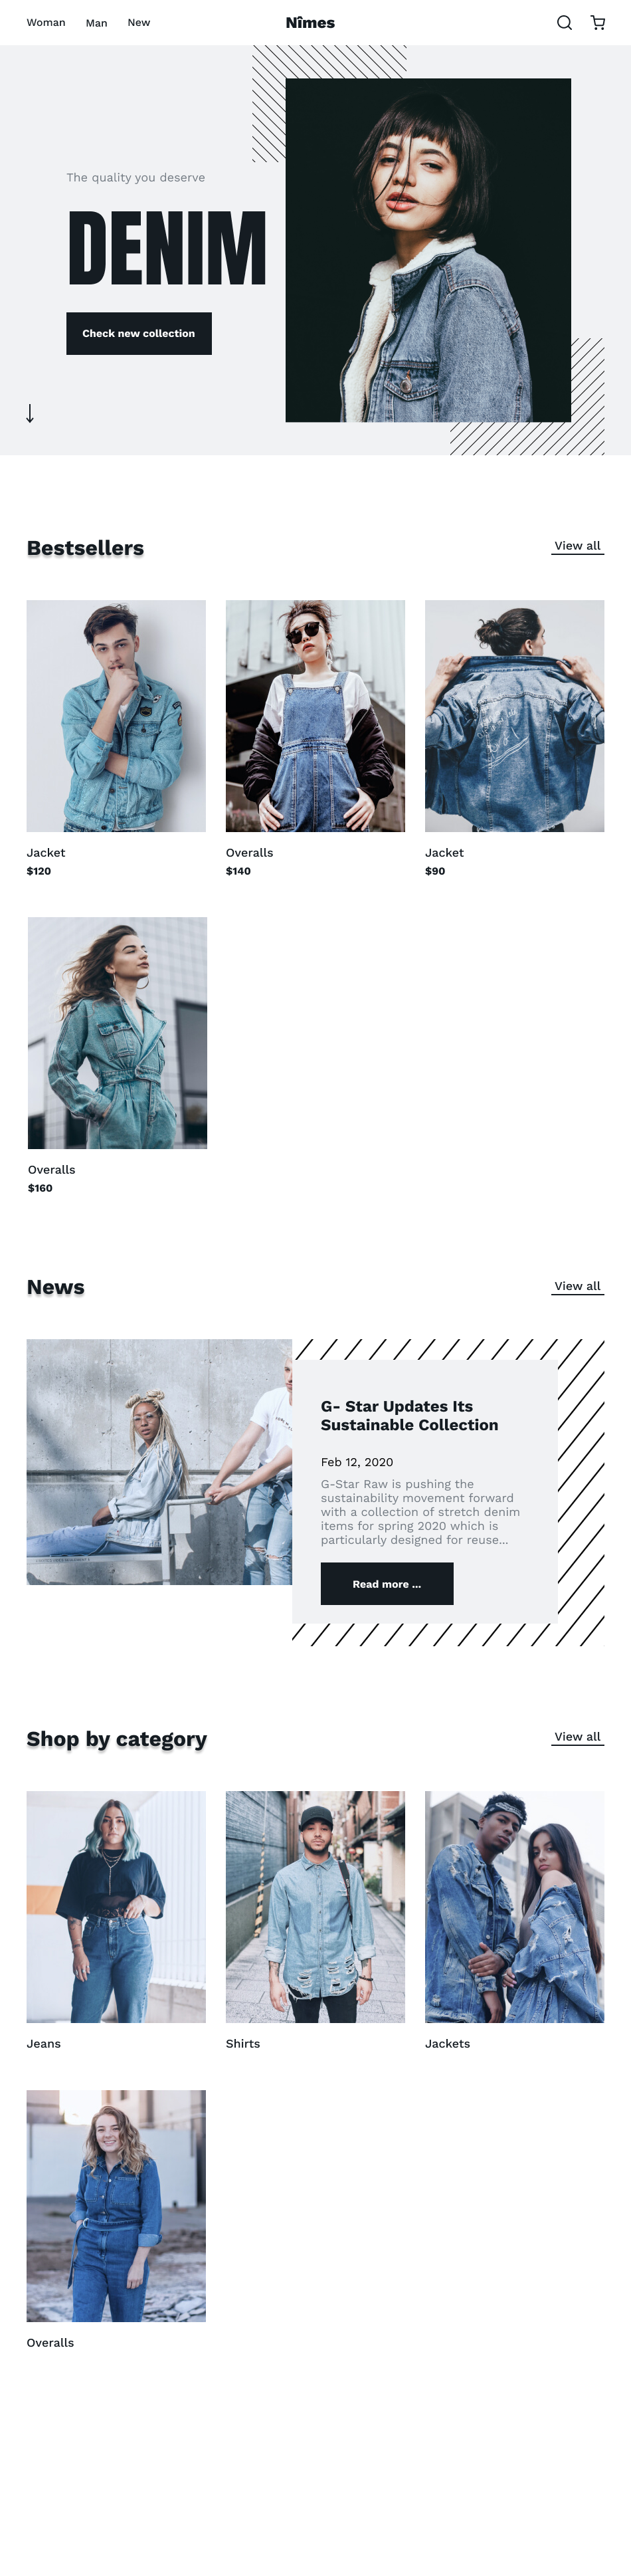 Woman Man New Nîmes
The quality you deserve
DENIM
Check new collection
Bestsellers View all
Jacket
$120
Overalls
$140
Jacket
$90
Overalls
$160
News View all
G- Star Updates Its
Sustainable Collection
Feb 12, 2020
G-Star Raw is pushing the
sustainability movement forward
with a collection of stretch denim
items for spring 2020 which is
particularly designed for reuse...
Read more ...
Shop by category View all
Jeans
Shirts
Jackets
Overalls